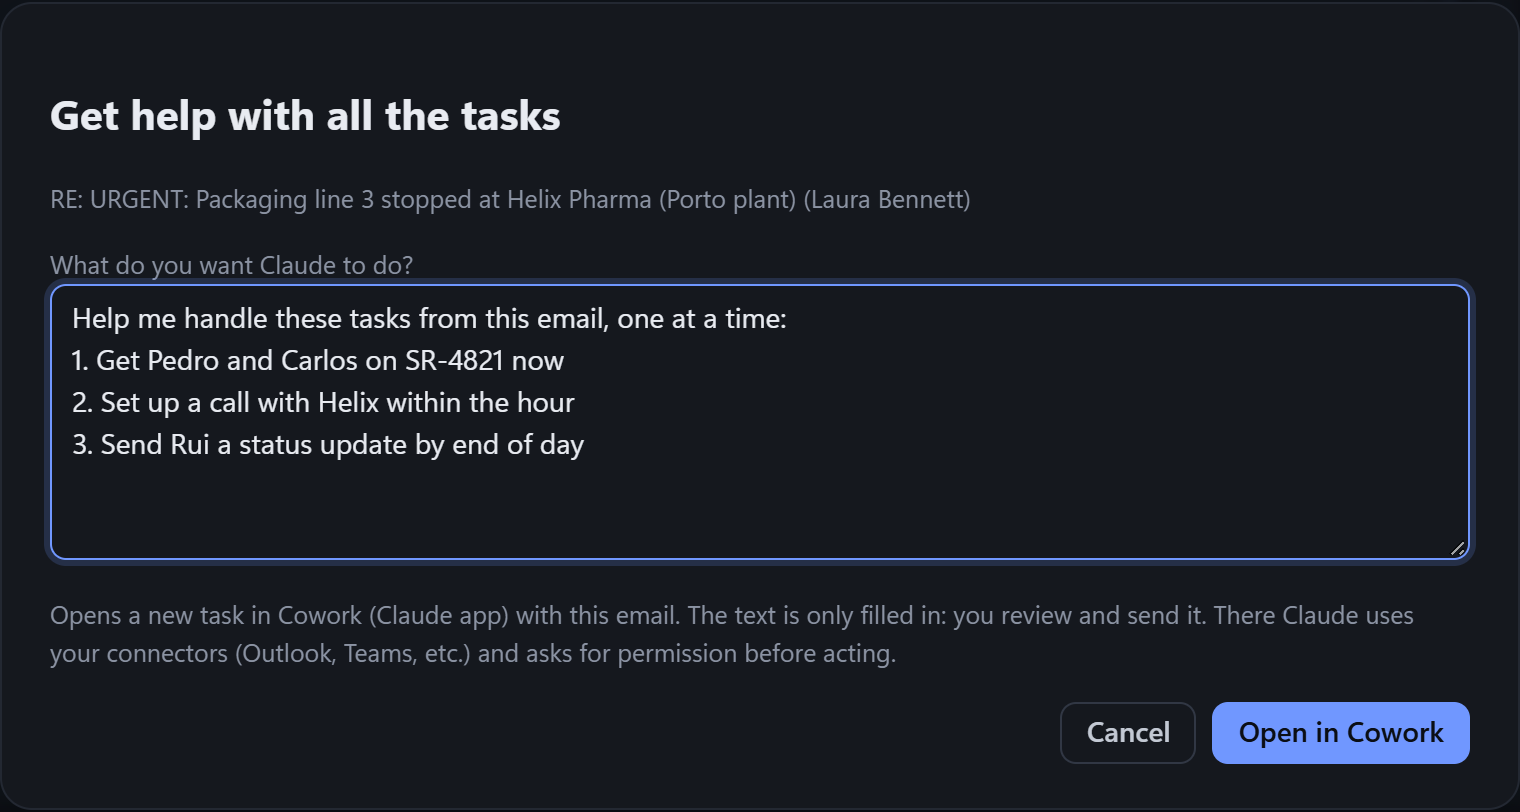 Get help with all the tasks
RE: URGENT: Packaging line 3 stopped at Helix Pharma (Porto plant) (Laura Bennett)
What do you want Claude to do?
Help me handle these tasks from this email, one at a time:
1. Get Pedro and Carlos on SR-4821 now
2. Set up a call with Helix within the hour
3. Send Rui a status update by end of day
Opens a new task in Cowork (Claude app) with this email. The text is only filled in: you review and send it. There Claude uses
your connectors (Outlook, Teams, etc.) and asks for permission before acting.
Cancel
Open in Cowork